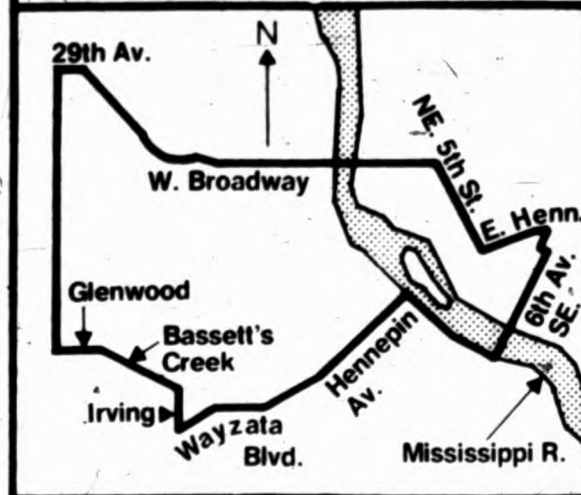 29th Av.
N
W. Broadway
NE. 5th St.
E. Henn.
6th Av.
SE.
Glenwood
Bassett's
Creek
Irving
Wayzata
Blvd.
Hennepin
Av.
Mississippi R.